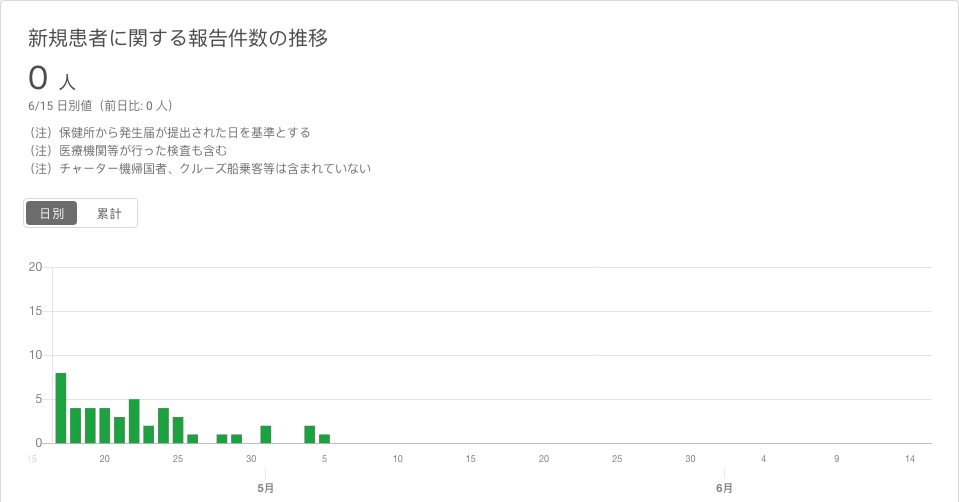 新規患者に関する報告件数の推移
0 人
6/15 日別値（前日比: 0 人）
（注）保健所から発生届が提出された日を基準とする
（注）医療機関等が行った検査も含む
（注）チャーター機帰国者、クルーズ船乗客等は含まれていない
日別 累計
20
15
10
5
0
15 20 25 30 5 10 15 20 25 30 4 9 14
5月 6月